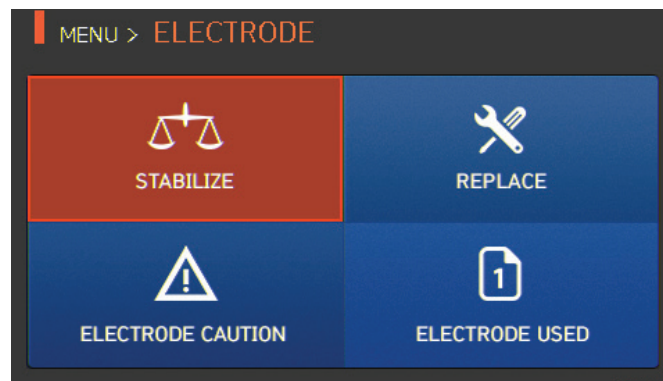 MENU > ELECTRODE
STABILIZE
REPLACE
ELECTRODE CAUTION
1
ELECTRODE USED